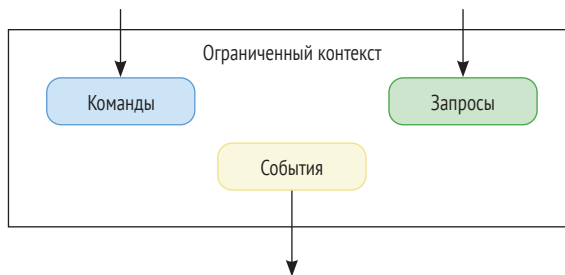 Ограниченный контекст
Команды
Запросы
События